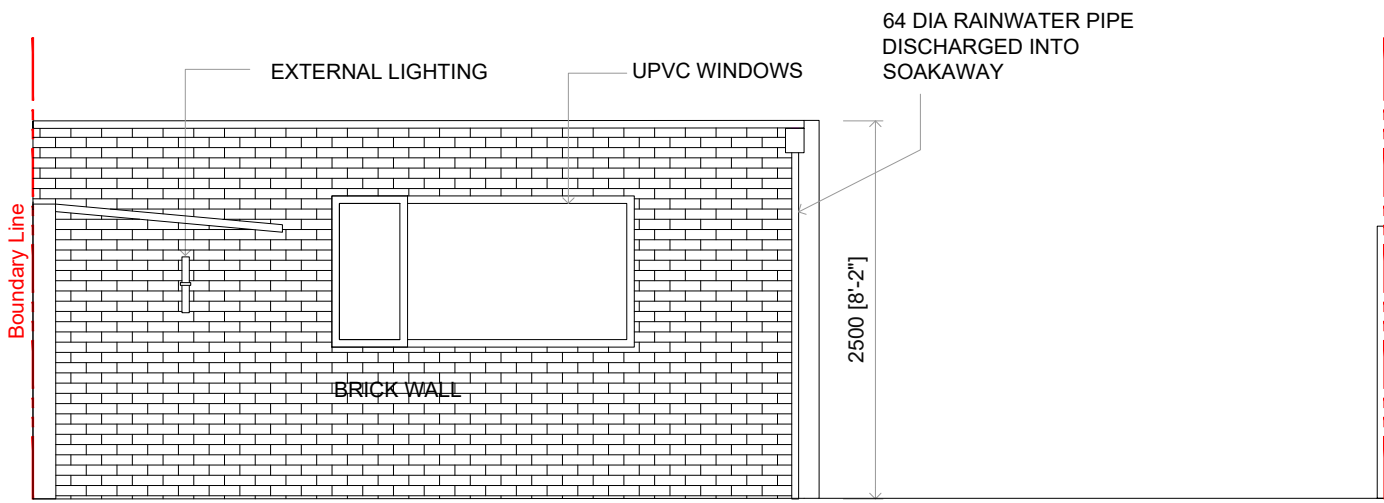 64 DIA RAINWATER PIPE
DISCHARGED INTO
SOAKAWAY
EXTERNAL LIGHTING
UPVC WINDOWS
Boundary Line
2500 [8'-2"]
BRICK WALL